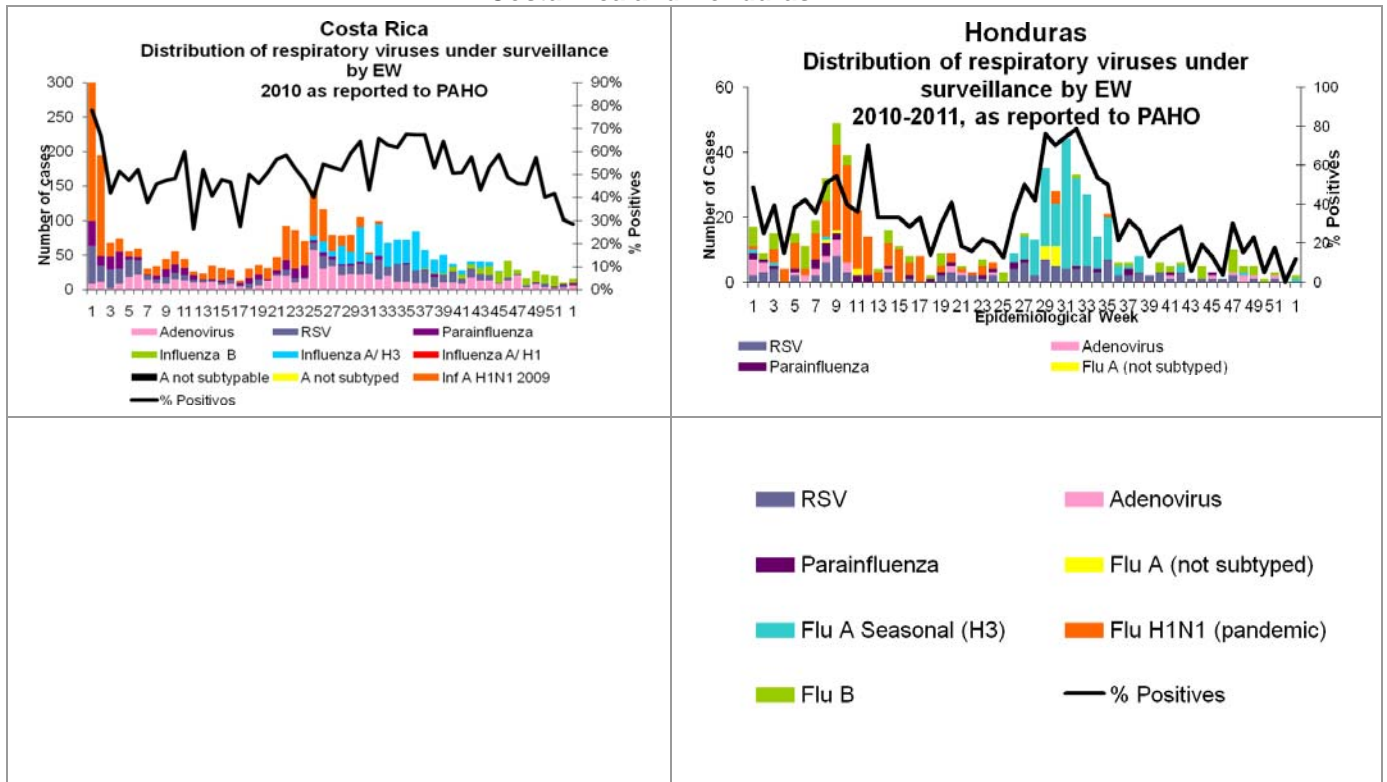 Costa Rica
Distribution of respiratory viruses under surveillance
by EW
2010 as reported to PAHO
Number of cases
300
250
200
150
100
50
0
90%
80%
70%
60%
50%
40%
30%
20%
10%
0%
% Positives
1 3 5 7 9 11 13 15 17 19 21 23 25 27 29 31 33 35 37 39 41 43 45 47 49 51 1
Adenovirus RSV Parainfluenza
Influenza B Influenza A/ H3 Influenza A/ H1
A not subtypable A not subtyped Inf A H1N1 2009
% Positivos
Honduras
Distribution of respiratory viruses under
surveillance by EW
2010-2011, as reported to PAHO
Number of Cases
60
40
20
0
100
80
60
40
20
0
% Positives
1 3 5 7 9 11 13 15 17 19 21 23 25 27 29 31 33 35 37 39 41 43 45 47 49 51 1
Epidemiological Week
RSV Adenovirus
Parainfluenza Flu A (not subtyped)
RSV Adenovirus
Parainfluenza Flu A (not subtyped)
Flu A Seasonal (H3) Flu H1N1 (pandemic)
Flu B % Positives